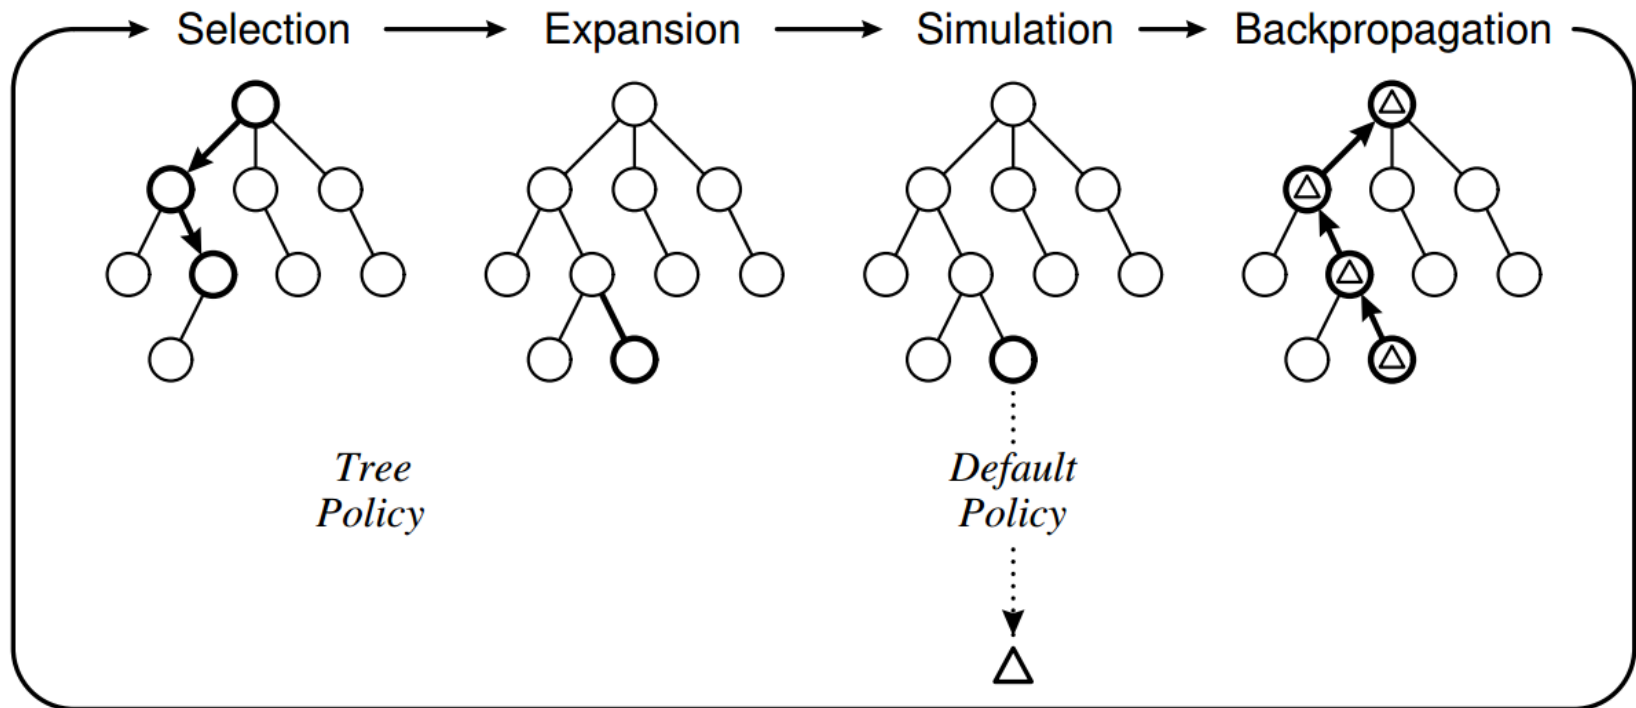 Selection
Expansion
Simulation
Backpropagation
Tree
Policy
Default
Policy